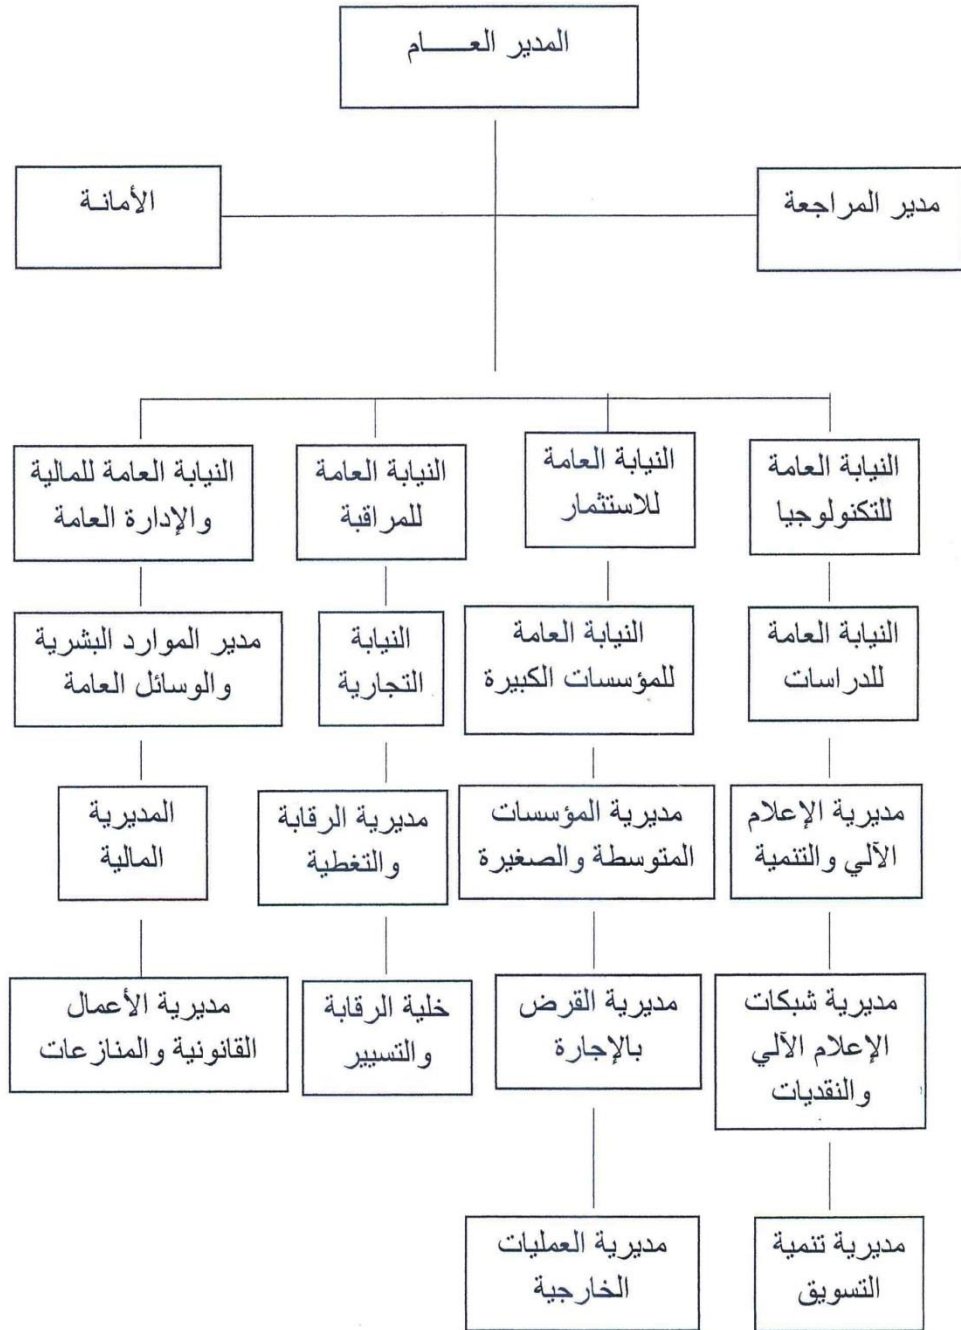 المدير العـــــام
مدير المراجعة
الأمانـة
النيابة العامة
للتكنولوجيا
النيابة العامة
للاستثمار
النيابة العامة
للمراقبة
النيابة العامة للمالية
والإدارة العامة
النيابة العامة
للدراسات
النيابة العامة
للمؤسسات الكبيرة
النيابة
التجارية
مدير الموارد البشرية
والوسائل العامة
مديرية الإعلام
الآلي والتنمية
مديرية المؤسسات
المتوسطة والصغيرة
مديرية الرقابة
والتغطية
المديرية
المالية
مديرية شبكات
الإعلام الآلي
والنقديات
مديرية القرض
بالإجارة
خلية الرقابة
والتسيير
مديرية الأعمال
القانونية والمنازعات
مديرية تنمية
التسويق
مديرية العمليات
الخارجية